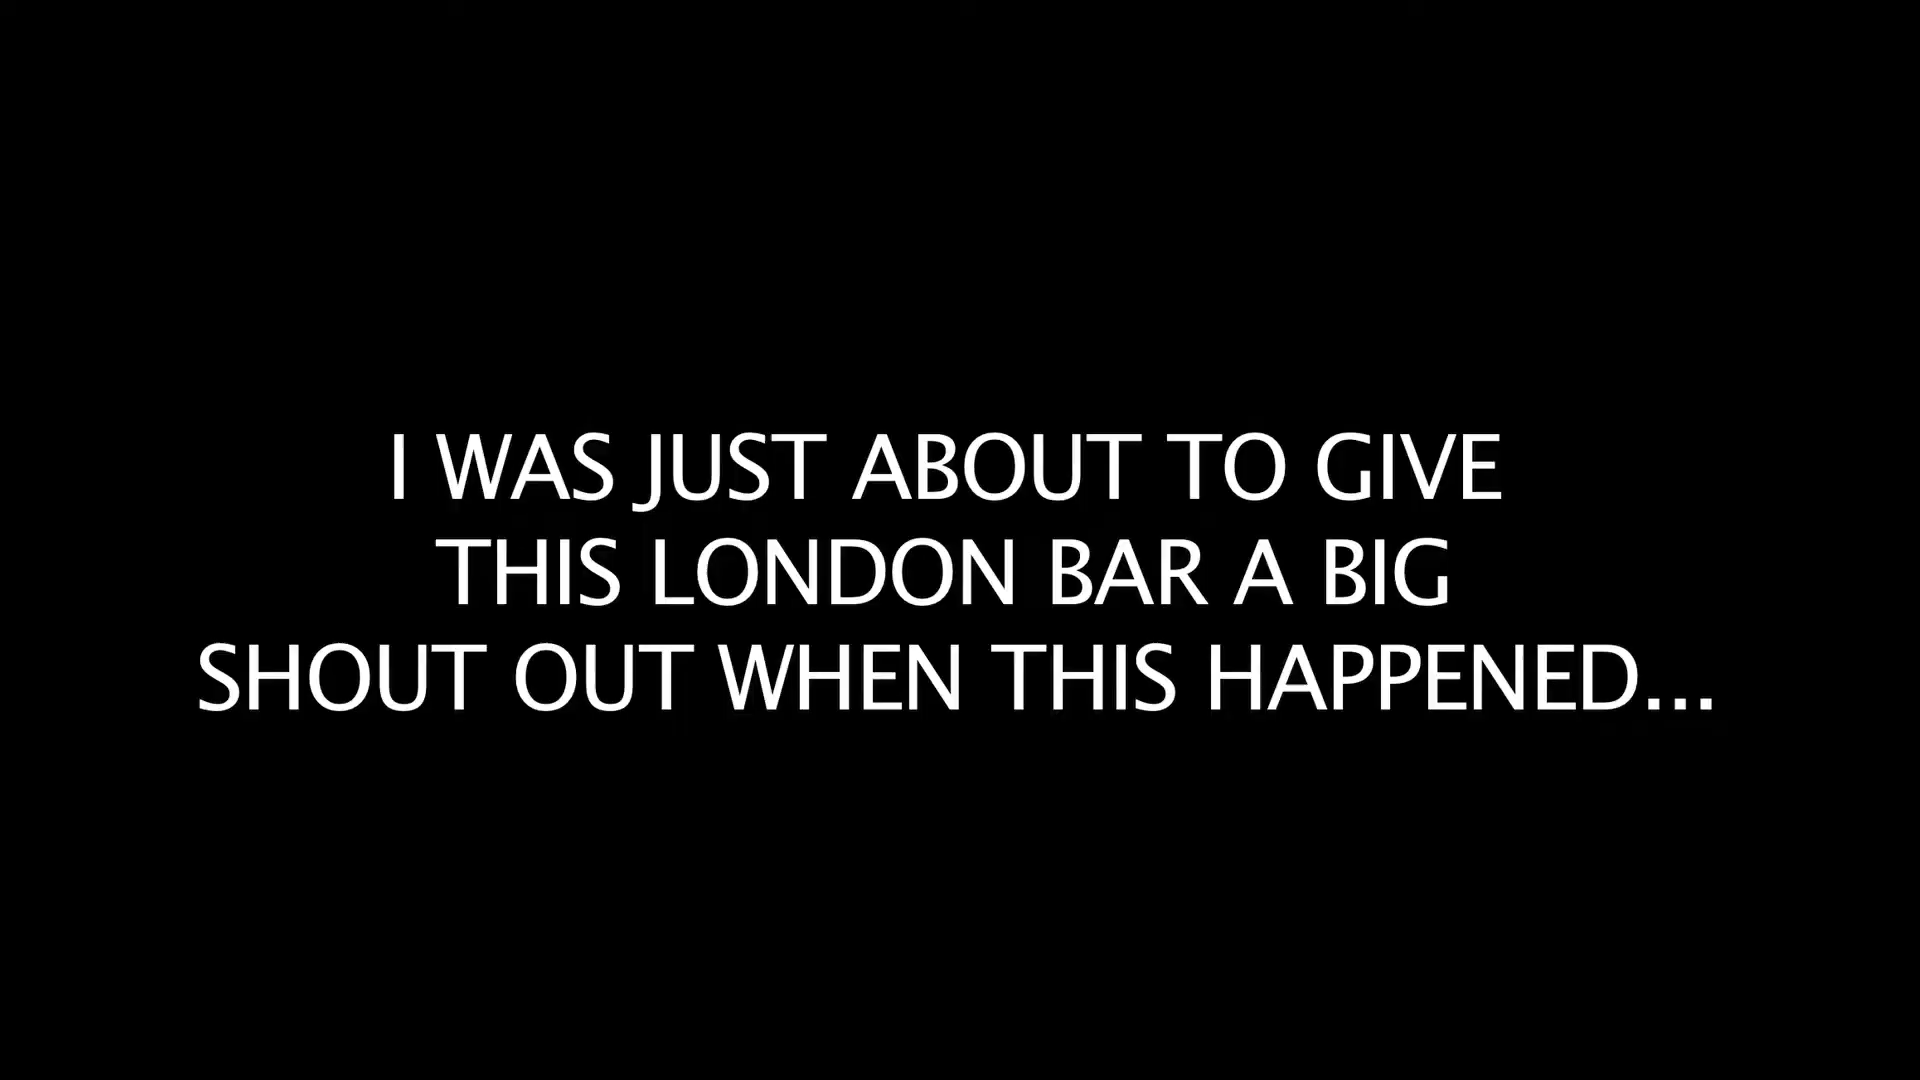 I WAS JUST ABOUT TO GIVE
THIS LONDON BAR A BIG
SHOUT OUT WHEN THIS HAPPENED...